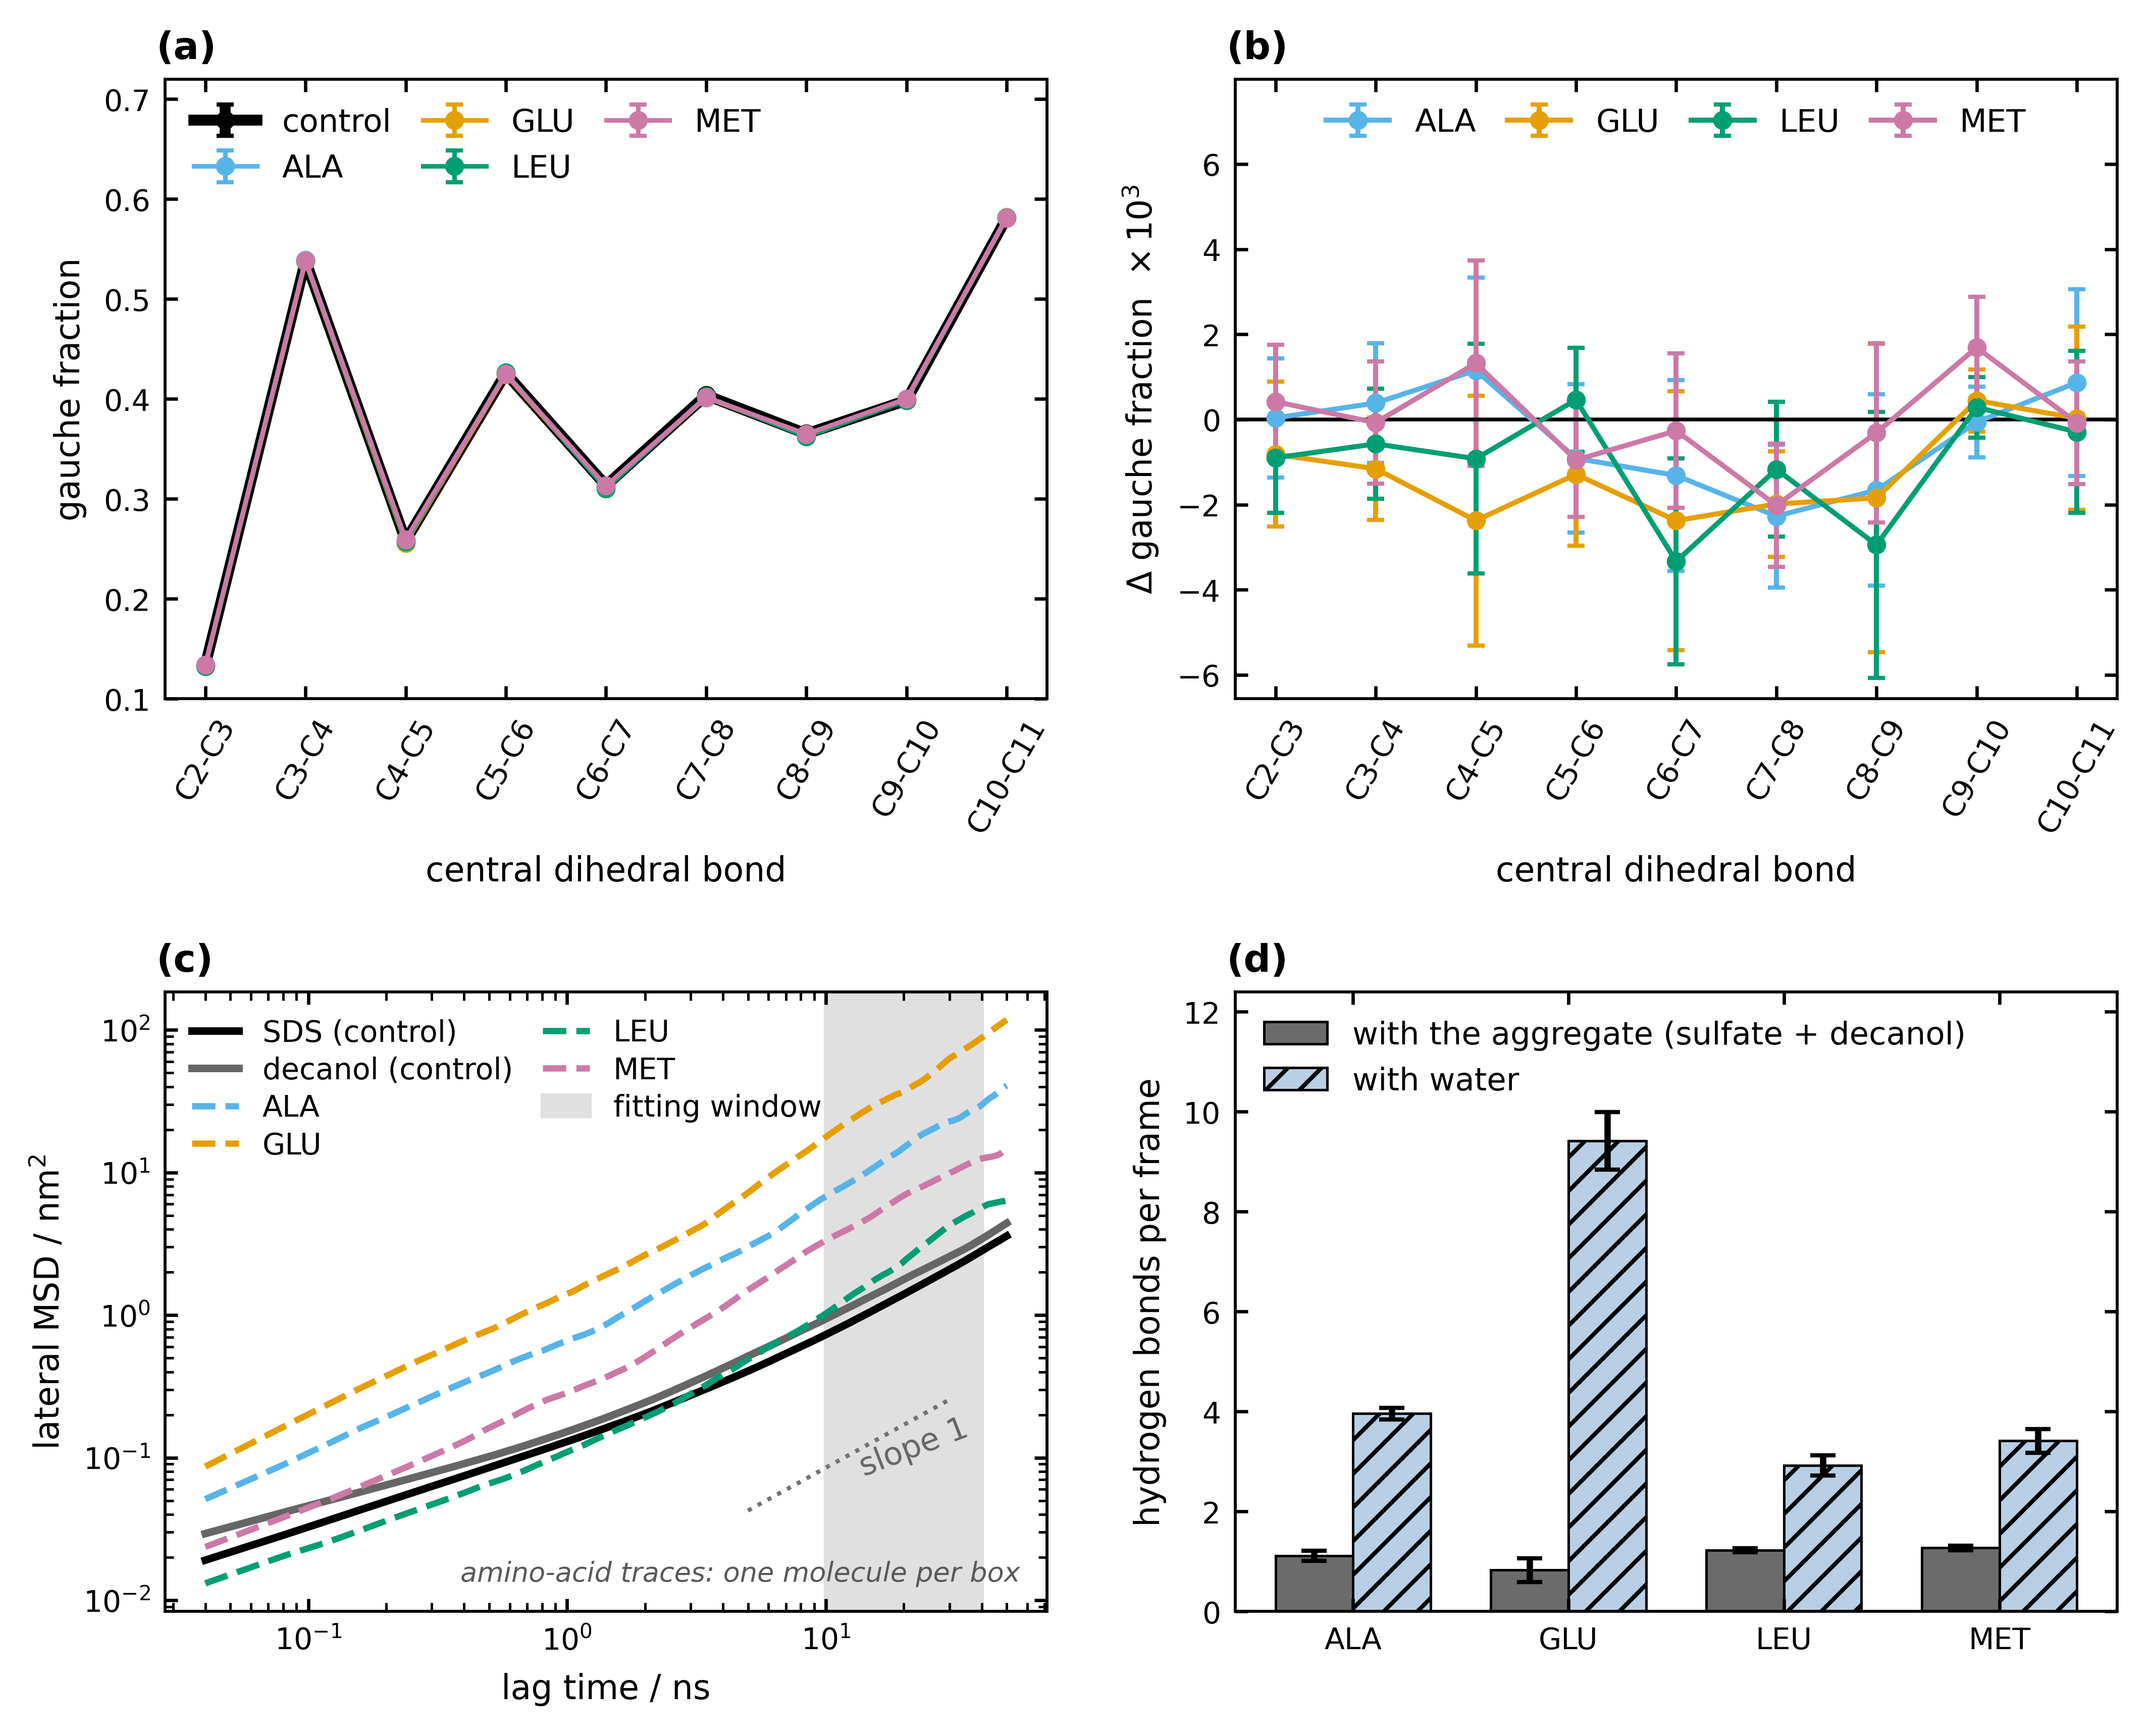 (a)
gauche fraction
0.7
0.6
0.5
0.4
0.3
0.2
0.1
control
ALA
GLU
LEU
MET
C2-C3
C3-C4
C4-C5
C5-C6
C6-C7
C7-C8
C8-C9
C9-C10
C10-C11
central dihedral bond
(b)
Δ gauche fraction × 10³
6
4
2
0
−2
−4
−6
ALA
GLU
LEU
MET
C2-C3
C3-C4
C4-C5
C5-C6
C6-C7
C7-C8
C8-C9
C9-C10
C10-C11
central dihedral bond
(c)
lateral MSD / nm²
10²
10¹
10⁰
10⁻¹
10⁻²
SDS (control)
decanol (control)
ALA
GLU
LEU
MET
fitting window
slope 1
amino-acid traces: one molecule per box
10⁻¹
10⁰
10¹
lag time / ns
(d)
hydrogen bonds per frame
12
10
8
6
4
2
0
with the aggregate (sulfate + decanol)
with water
ALA
GLU
LEU
MET